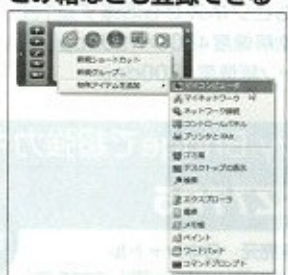 ごみ箱なども登録できる
新規ショートカット
新規グループ...
特殊アイテムを追加
マイコンピュータ
マイネットワーク
ネットワーク接続
コントロールパネル
プリンタとFAX
ゴミ箱
デスクトップの表示
検索
エクスプローラ
電卓
メモ帳
ペイント
ワードパッド
コマンドプロンプト